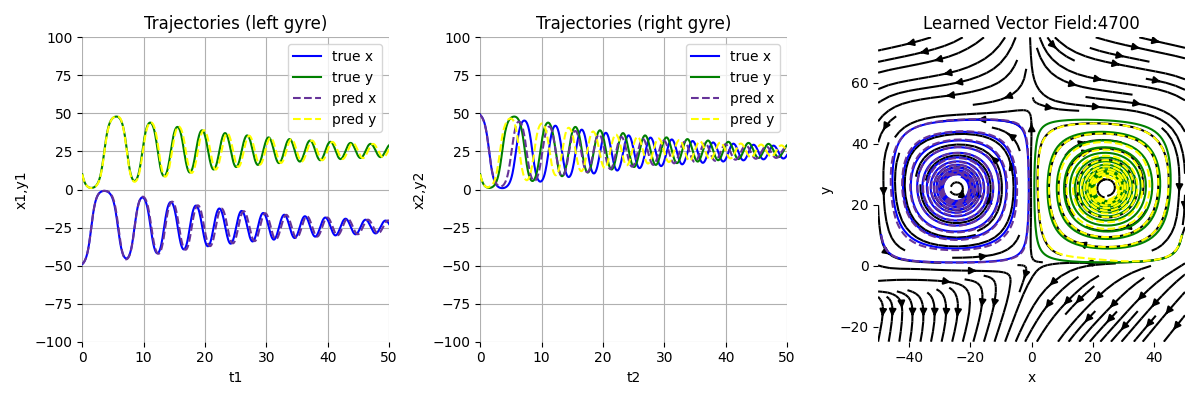 Trajectories (left gyre)
100
75
50
25
0
−25
−50
−75
−100
0 10 20 30 40 50
x1,y1
t1
true x
true y
pred x
pred y
Trajectories (right gyre)
100
75
50
25
0
−25
−50
−75
−100
0 10 20 30 40 50
x2,y2
t2
true x
true y
pred x
pred y
Learned Vector Field:4700
60
40
20
0
−20
−40 −20 0 20 40
y
x